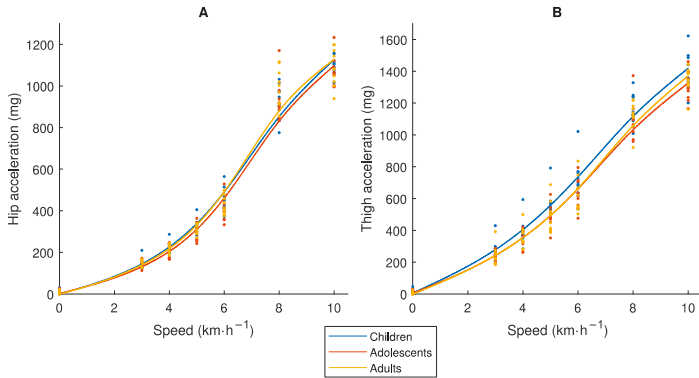 A
B
Hip acceleration (mg)
1200
1000
800
600
400
200
0
0 2 4 6 8 10
Speed (km·h⁻¹)
Thigh acceleration (mg)
1600
1400
1200
1000
800
600
400
200
0
0 2 4 6 8 10
Speed (km·h⁻¹)
Children
Adolescents
Adults